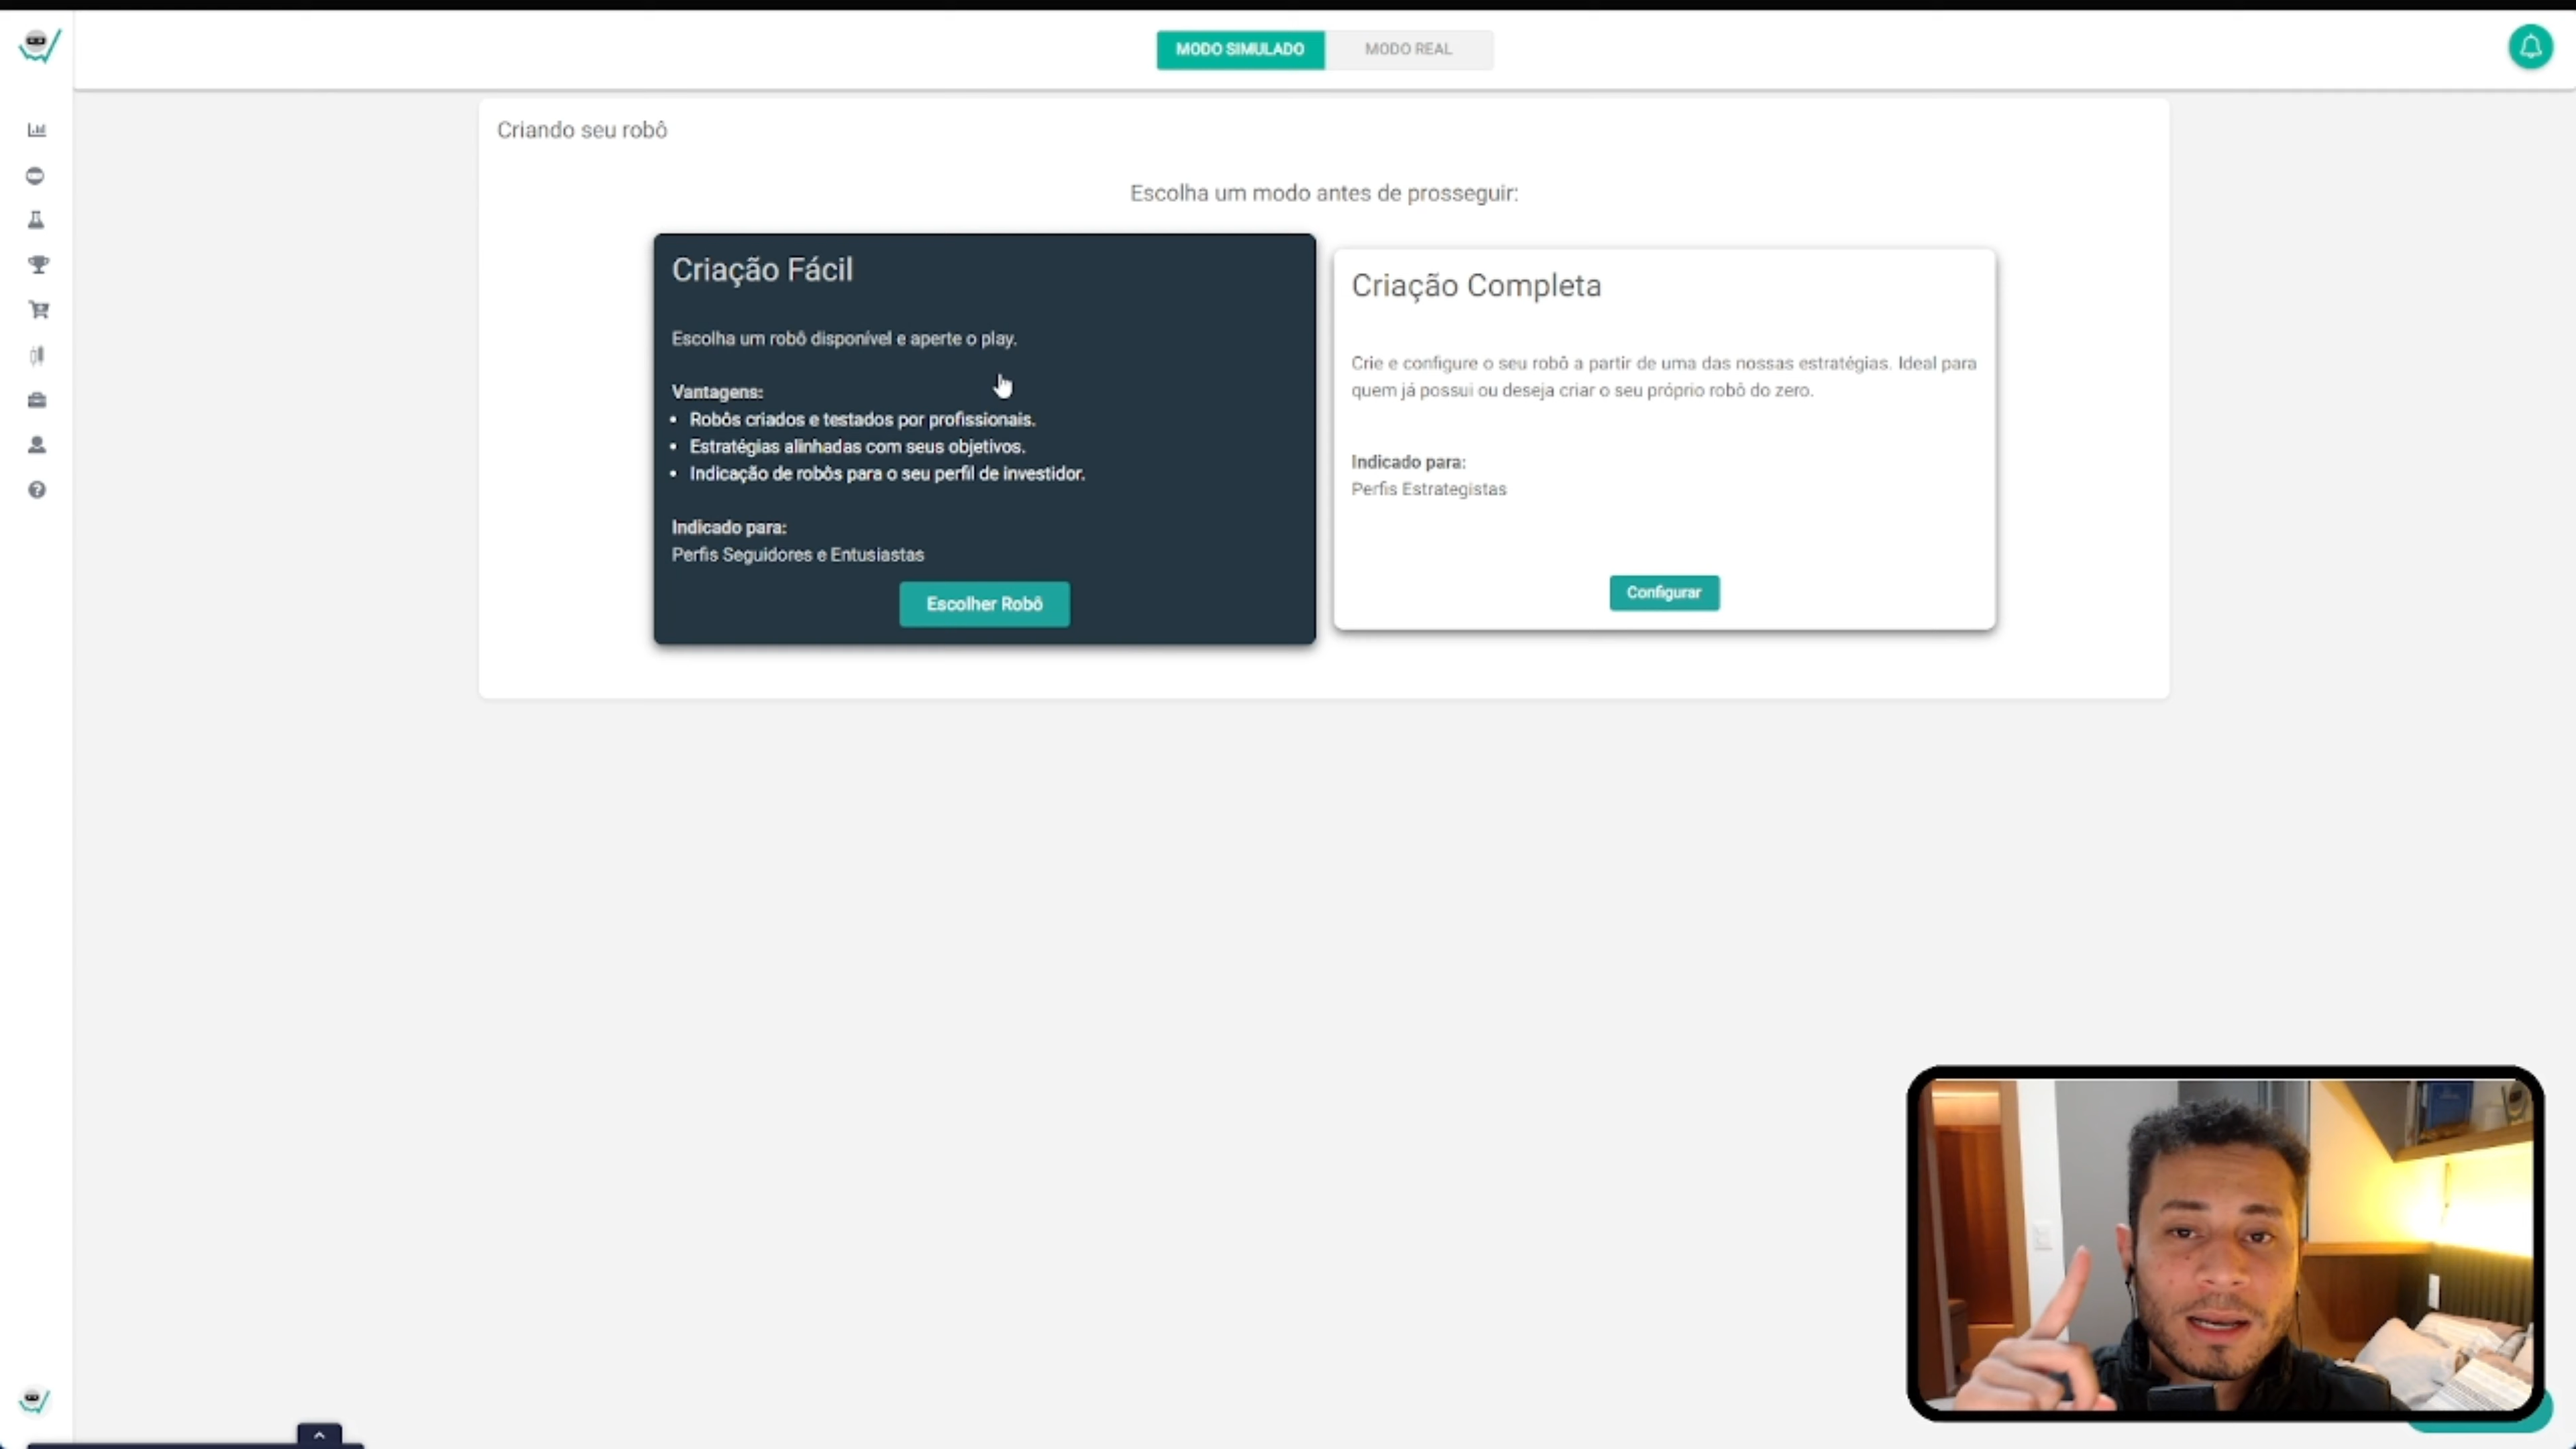 MODO SIMULADO
MODO REAL
Criando seu robô
Escolha um modo antes de prosseguir:
Criação Fácil
Escolha um robô disponível e aperte o play.
Vantagens:
• Robôs criados e testados por profissionais.
• Estratégias alinhadas com seus objetivos.
• Indicação de robôs para o seu perfil de investidor.
Indicado para:
Perfis Seguidores e Entusiastas
Escolher Robô
Criação Completa
Crie e configure o seu robô a partir de uma das nossas estratégias. Ideal para
quem já possui ou deseja criar o seu próprio robô do zero.
Indicado para:
Perfis Estrategistas
Configurar